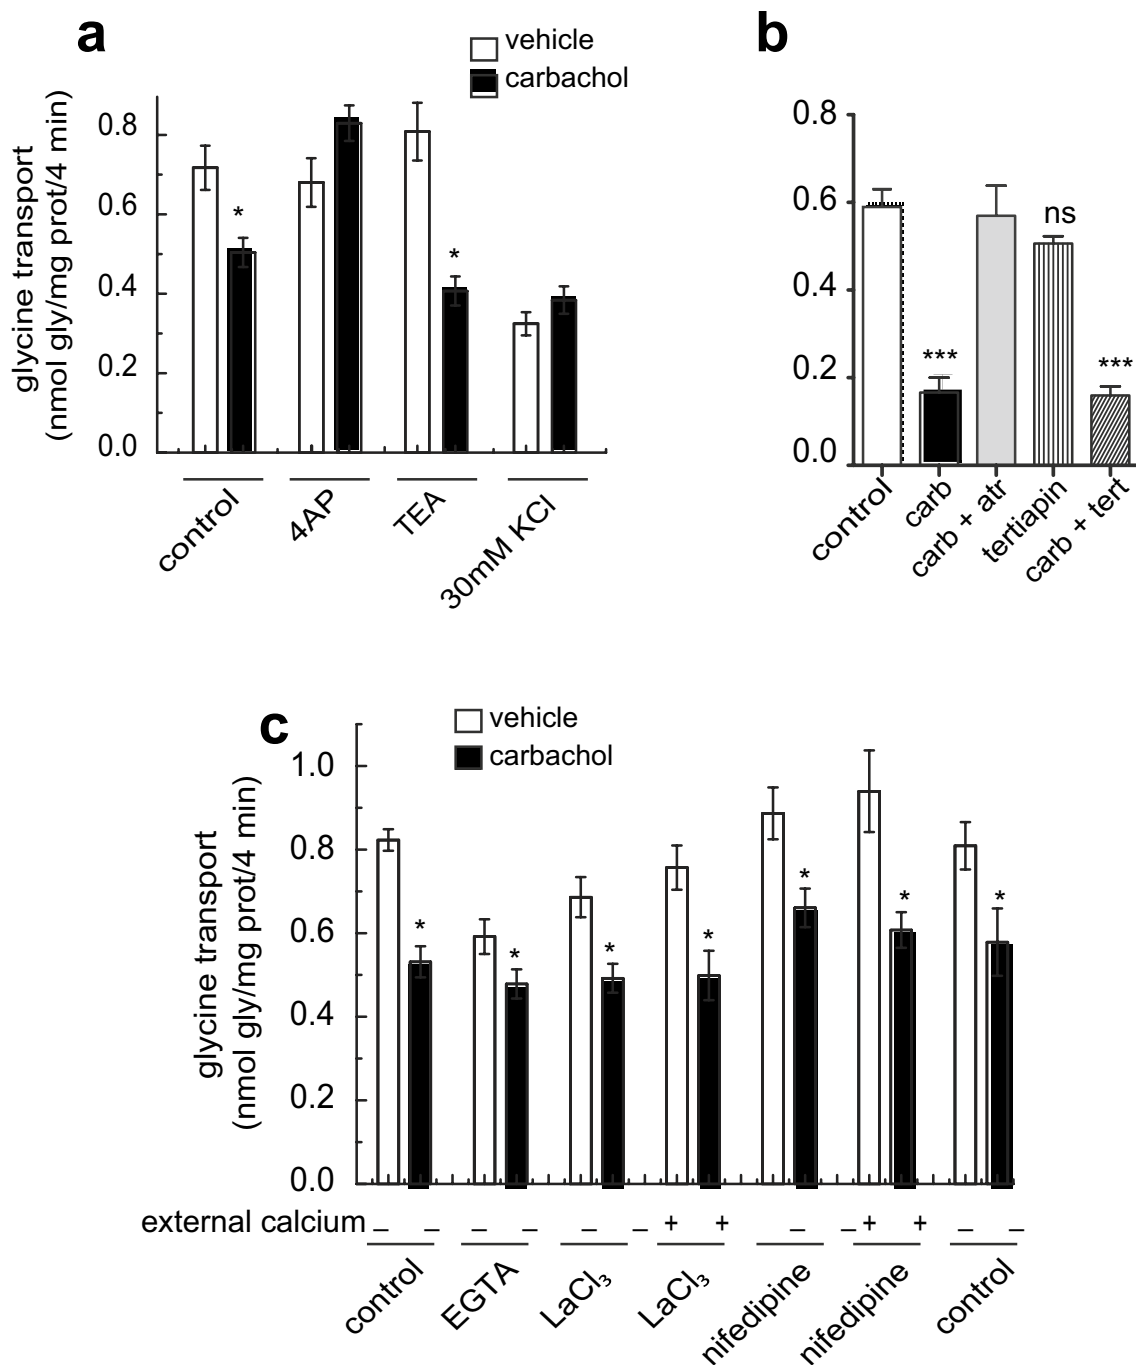 a
vehicle
carbachol
glycine transport
(nmol gly/mg prot/4 min)
0.8
0.6
0.4
0.2
0.0
*
*
control
4AP
TEA
30mM KCl
b
0.8
0.6
0.4
0.2
0.0
***
ns
***
control
carb
carb + atr
tertiapin
carb + tert
c
vehicle
carbachol
glycine transport
(nmol gly/mg prot/4 min)
1.0
0.8
0.6
0.4
0.2
0.0
* * * * * * *
external calcium – – – – – – + + – – + + – –
control
EGTA
LaCl₃
LaCl₃
nifedipine
nifedipine
control